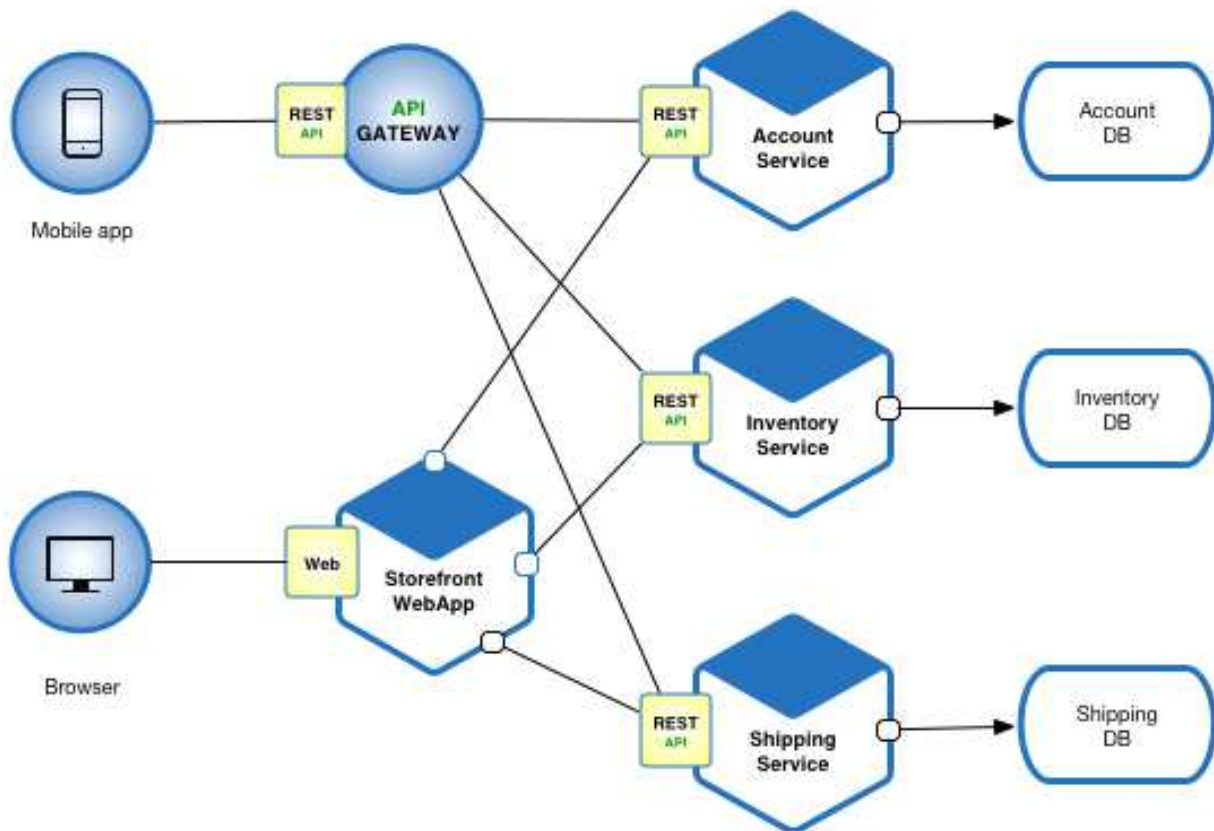 REST
API
API
GATEWAY
REST
API
Account
Service
Account
DB
Mobile app
REST
API
Inventory
Service
Inventory
DB
Web
Storefront
WebApp
Browser
REST
API
Shipping
Service
Shipping
DB